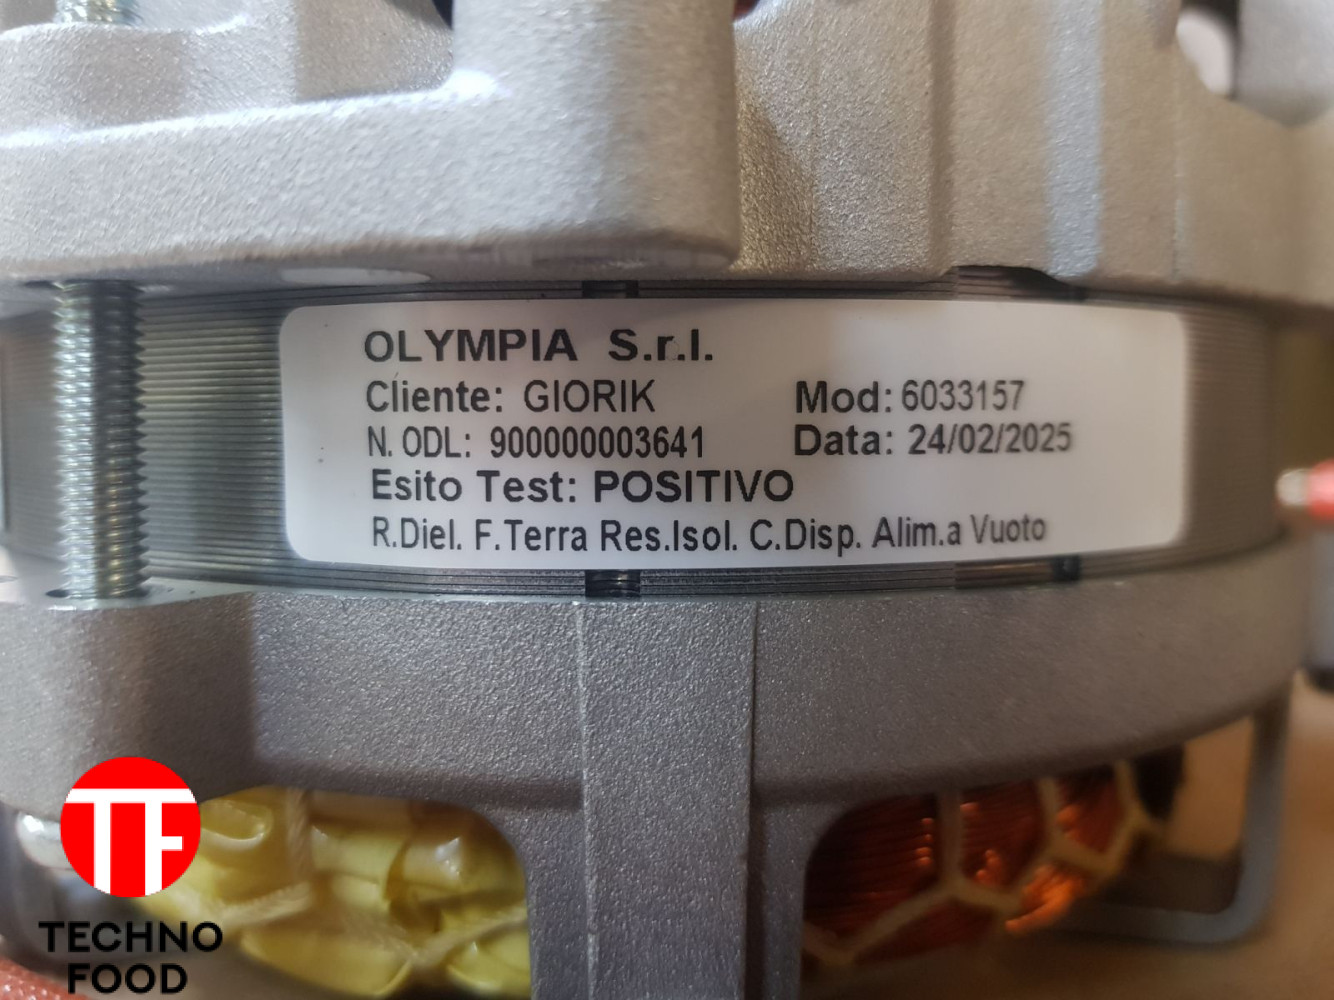 OLYMPIA S.r.l.
Cliente: GIORIK Mod: 6033157
N. ODL: 900000003641 Data: 24/02/2025
Esito Test: POSITIVO
R.Diel. F.Terra Res.Isol. C.Disp. Alim.a Vuoto
TF
TECHNO
FOOD